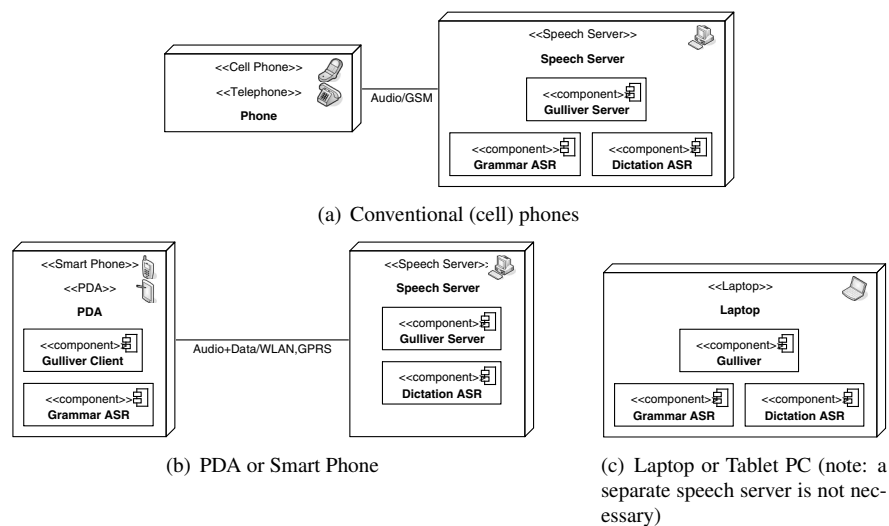 <<Cell Phone>>
<<Telephone>>
Phone
Audio/GSM
<<Speech Server>>
Speech Server
<<component>>
Gulliver Server
<<component>>
Grammar ASR
<<component>>
Dictation ASR
(a) Conventional (cell) phones
<<Smart Phone>>
<<PDA>>
PDA
<<component>>
Gulliver Client
<<component>>
Grammar ASR
Audio+Data/WLAN,GPRS
<<Speech Server>>
Speech Server
<<component>>
Gulliver Server
<<component>>
Dictation ASR
(b) PDA or Smart Phone
<<Laptop>>
Laptop
<<component>>
Gulliver
<<component>>
Grammar ASR
<<component>>
Dictation ASR
(c) Laptop or Tablet PC (note: a
separate speech server is not nec-
essary)